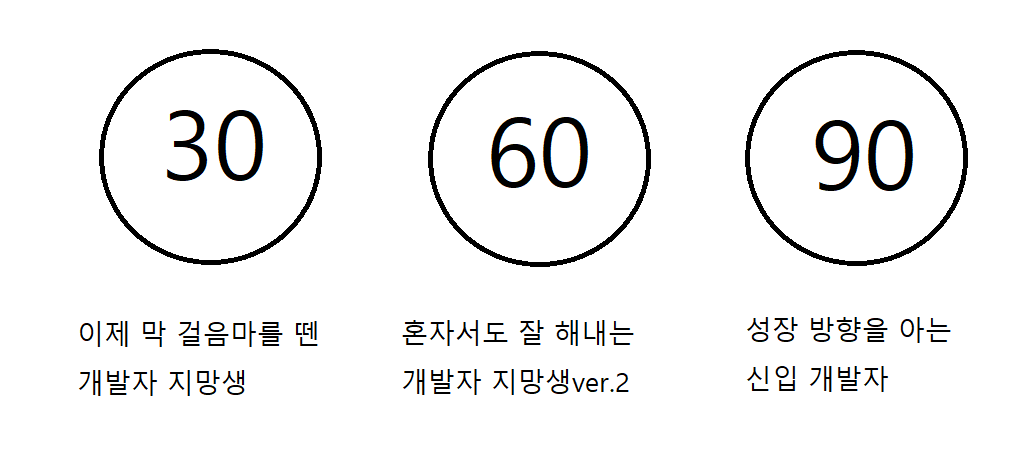 30
60
90
이제 막 걸음마를 뗀
개발자 지망생
혼자서도 잘 해내는
개발자 지망생ver.2
성장 방향을 아는
신입 개발자